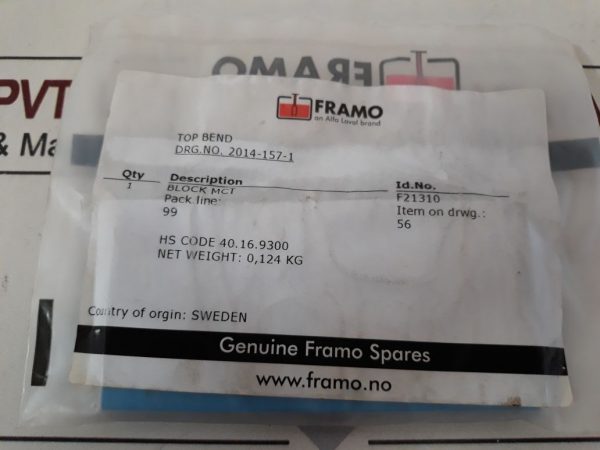 FRAMO
PVT
& Ma
FRAMO
an Alfa Laval brand
TOP BEND
DRG.NO. 2014-157-1
Qty Description Id.No.
1 BLOCK MCT F21310
Pack line: Item on drwg.:
99 56
HS CODE 40.16.9300
NET WEIGHT: 0,124 KG
Country of orgin: SWEDEN
Genuine Framo Spares
www.framo.no